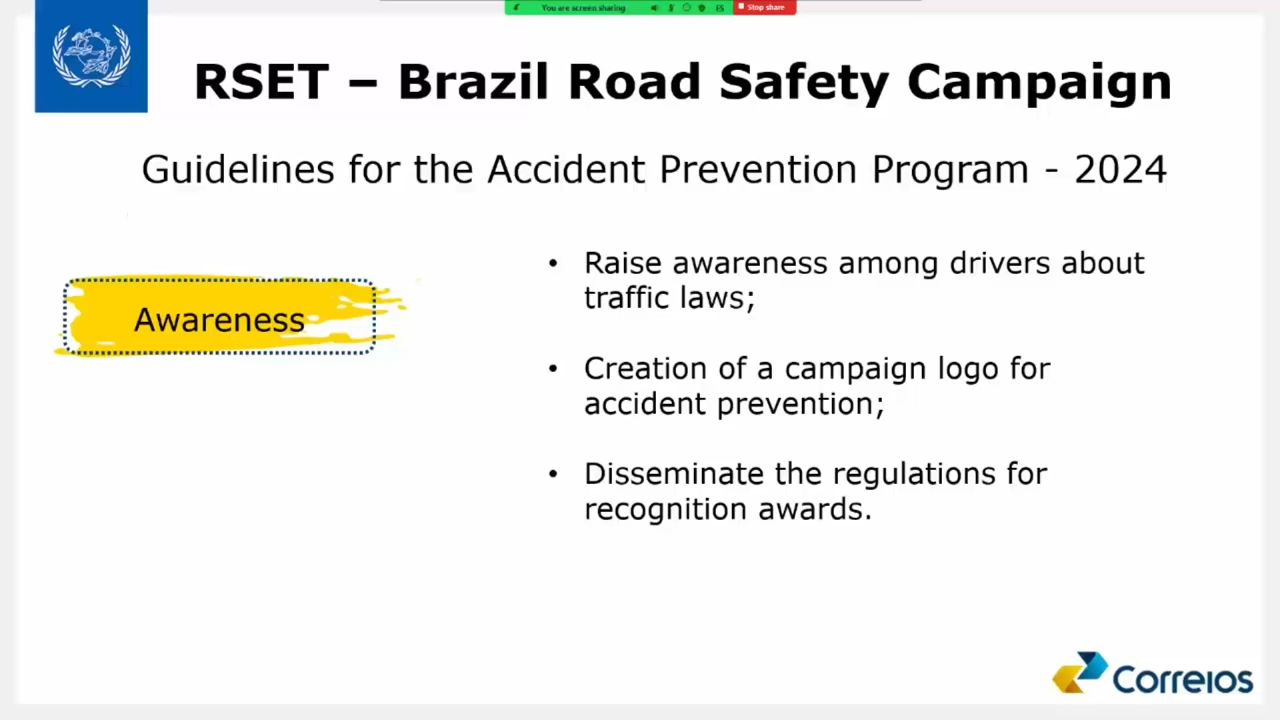 You are screen sharing
ES
Stop share
RSET – Brazil Road Safety Campaign
Guidelines for the Accident Prevention Program - 2024
Awareness
• Raise awareness among drivers about
traffic laws;
• Creation of a campaign logo for
accident prevention;
• Disseminate the regulations for
recognition awards.
Correios